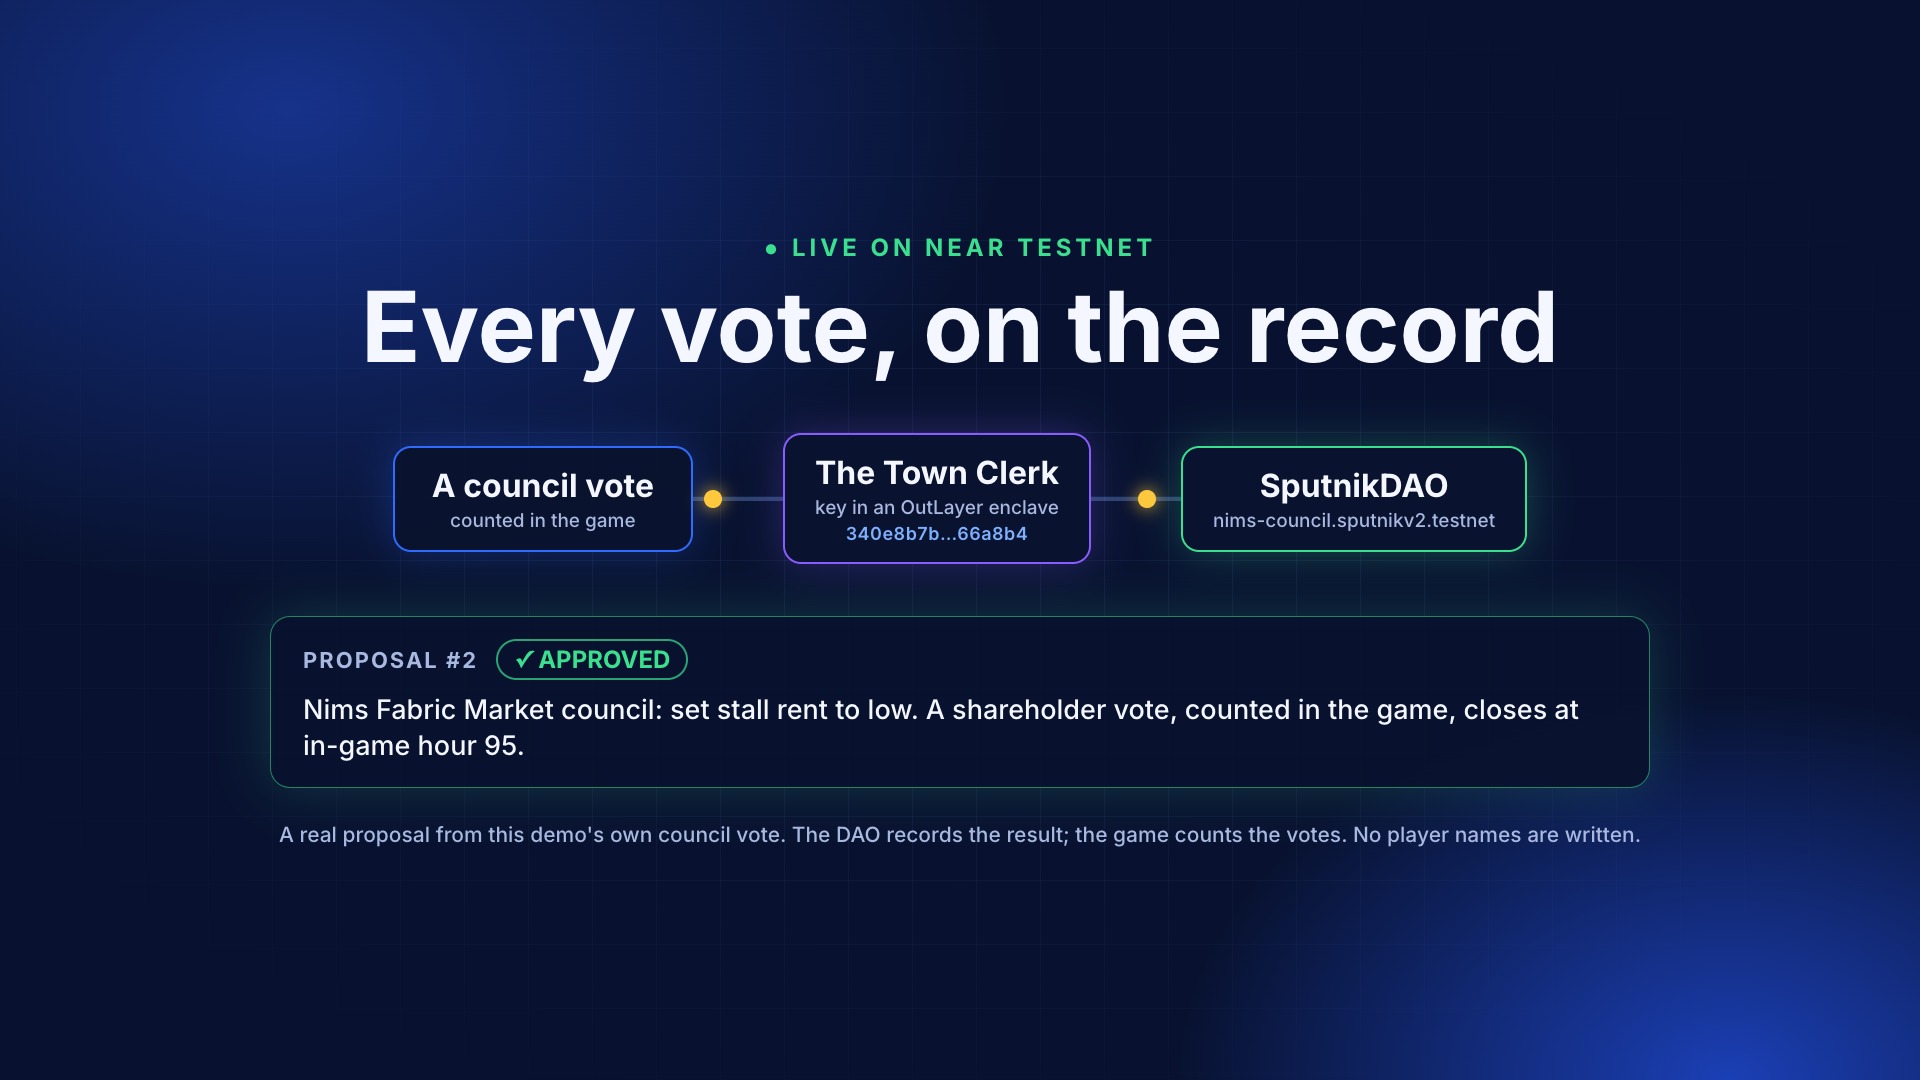 LIVE ON NEAR TESTNET
Every vote, on the record
A council vote
counted in the game
The Town Clerk
key in an OutLayer enclave
340e8b7b...66a8b4
SputnikDAO
nims-council.sputnikv2.testnet
PROPOSAL #2 ✓ APPROVED
Nims Fabric Market council: set stall rent to low. A shareholder vote, counted in the game, closes at
in-game hour 95.
A real proposal from this demo's own council vote. The DAO records the result; the game counts the votes. No player names are written.